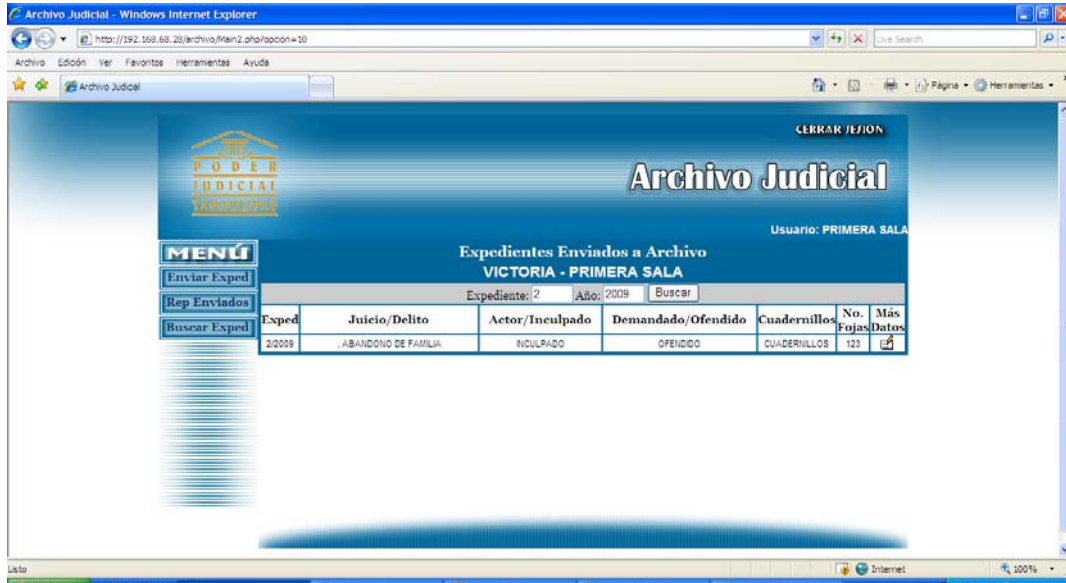 Archivo Judicial - Windows Internet Explorer
http://192.168.68.28/archivo/Main2.php?opcion=10
Live Search
Archivo Edición Ver Favoritos Herramientas Ayuda
Archivo Judicial
Página Herramientas
CERRAR SESION
PODER
JUDICIAL
TAMAULIPAS
Archivo Judicial
Usuario: PRIMERA SALA
MENÚ
Enviar Exped
Rep Enviados
Buscar Exped
Expedientes Enviados a Archivo
VICTORIA - PRIMERA SALA
Expediente: 2 Año: 2009 Buscar
Exped Juicio/Delito Actor/Inculpado Demandado/Ofendido Cuadernillos No. Fojas Más Datos
2/2009 , ABANDONO DE FAMILIA INCULPADO OFENDIDO CUADERNILLOS 123
Listo Internet 100%